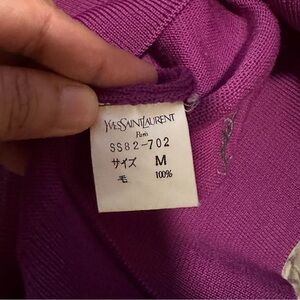 YVESSAINTLAURENT
Paris
SS82-702
サイズ M
毛 100%